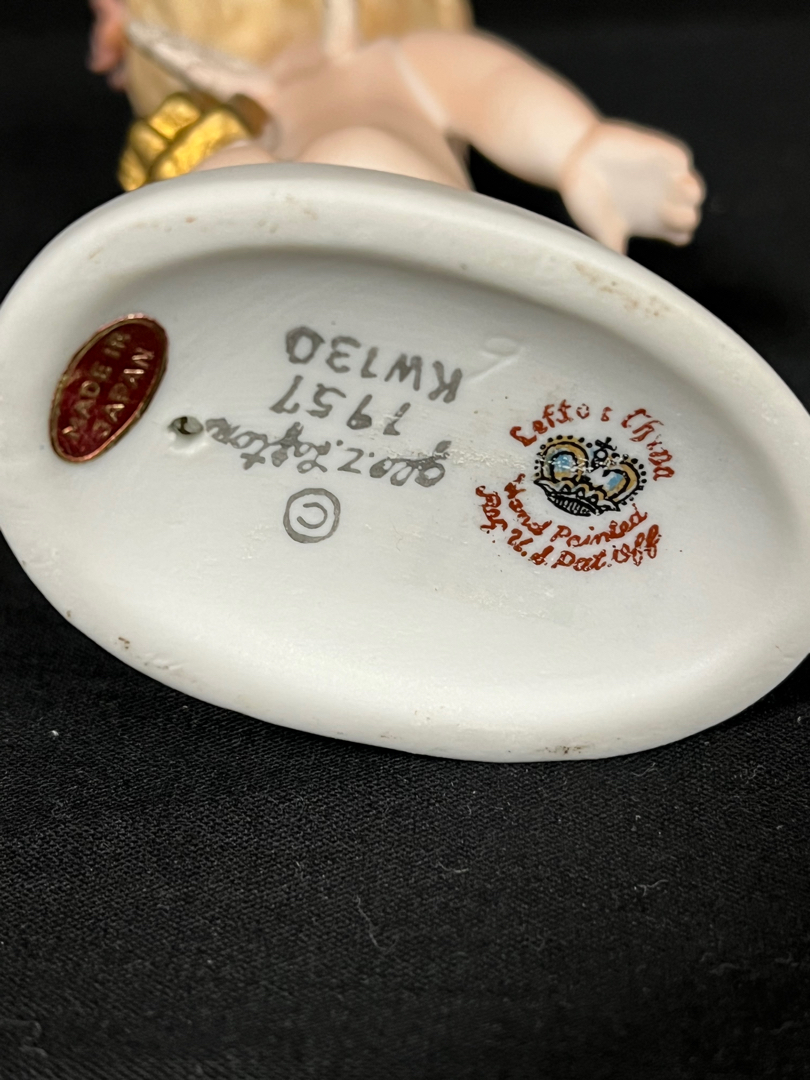 MADE IN
JAPAN
©
Geo. Z. Lefton
1957
KW130
Lefton China
Hand Painted
Reg. U.S. Pat. Off